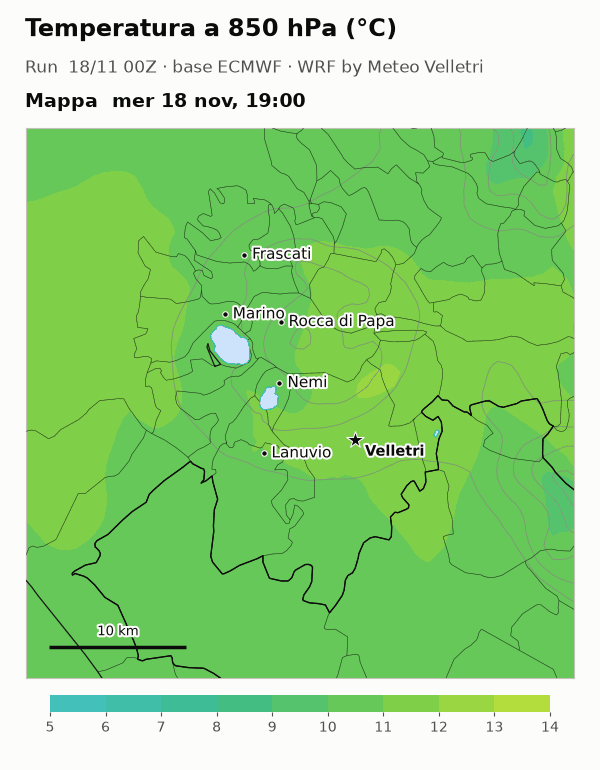 Temperatura a 850 hPa (°C)
Run  18/11 00Z · base ECMWF · WRF by Meteo Velletri
Mappa  mer 18 nov, 19:00
Frascati
Marino
Rocca di Papa
Nemi
Velletri
Lanuvio
10 km
5 6 7 8 9 10 11 12 13 14